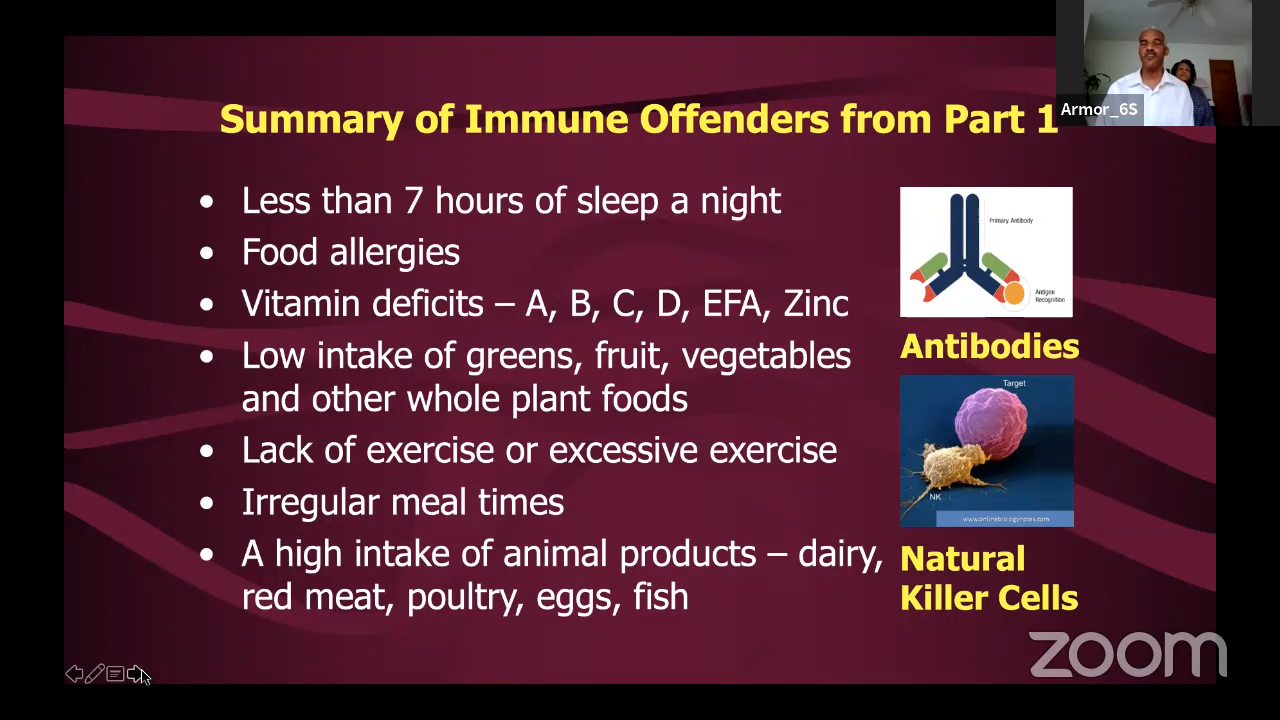 Summary of Immune Offenders from Part 1
Armor_6S
• Less than 7 hours of sleep a night
• Food allergies
• Vitamin deficits – A, B, C, D, EFA, Zinc
• Low intake of greens, fruit, vegetables
and other whole plant foods
• Lack of exercise or excessive exercise
• Irregular meal times
• A high intake of animal products – dairy,
red meat, poultry, eggs, fish
Primary Antibody
Antigen
Recognition
Antibodies
Target
NK
www.onlinebiologynotes.com
Natural
Killer Cells
zoom